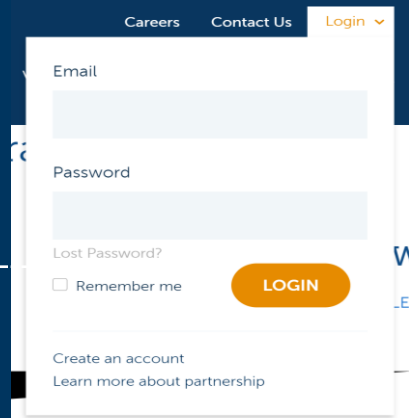 Careers Contact Us Login
Email
Password
Lost Password?
Remember me LOGIN
Create an account
Learn more about partnership